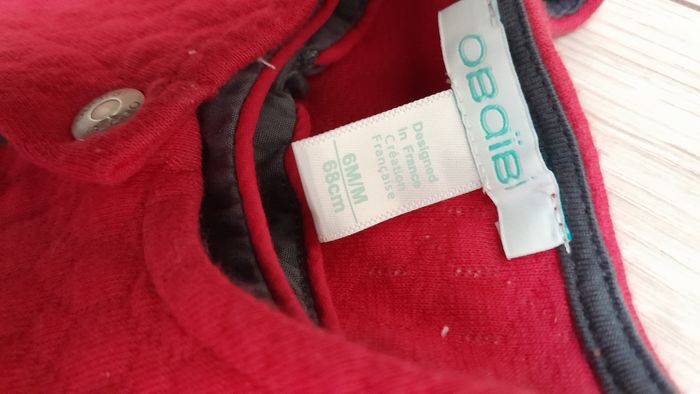 OBAÏBI
Designed
in France
Création
Française
6M/M
68cm